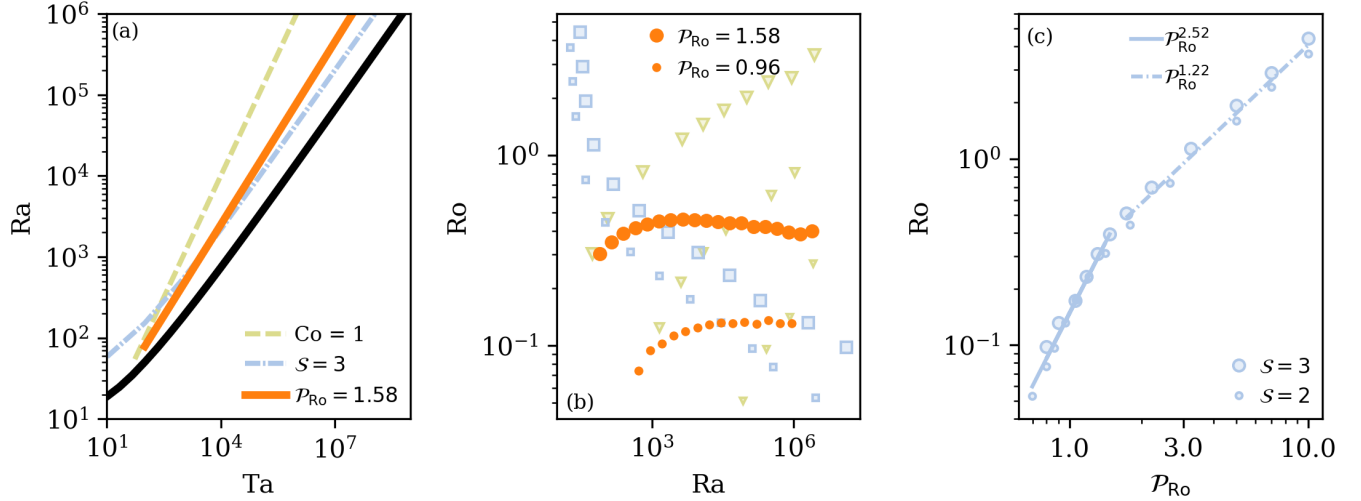 (a)
Ra
10^6
10^5
10^4
10^3
10^2
10^1
Co = 1
𝒮 = 3
𝒫_Ro = 1.58
10^1
10^4
10^7
Ta
Ro
10^0
10^-1
𝒫_Ro = 1.58
𝒫_Ro = 0.96
(b)
10^3
10^6
Ra
(c)
Ro
10^0
10^-1
𝒫_Ro^2.52
𝒫_Ro^1.22
𝒮 = 3
𝒮 = 2
1.0
3.0
10.0
𝒫_Ro